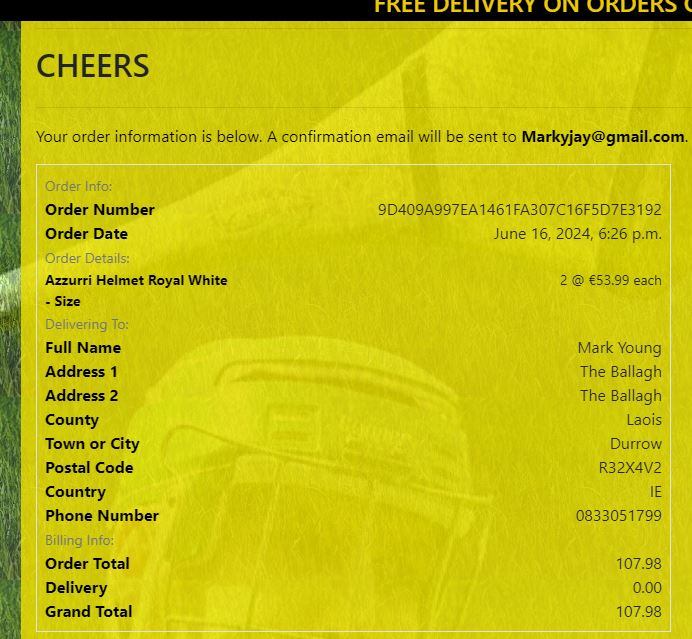 FREE DELIVERY ON ORDERS
CHEERS
Your order information is below. A confirmation email will be sent to Markyjay@gmail.com.
Order Info:
Order Number 9D409A997EA1461FA307C16F5D7E3192
Order Date June 16, 2024, 6:26 p.m.
Order Details:
Azzurri Helmet Royal White 2 @ €53.99 each
- Size
Delivering To:
Full Name Mark Young
Address 1 The Ballagh
Address 2 The Ballagh
County Laois
Town or City Durrow
Postal Code R32X4V2
Country IE
Phone Number 0833051799
Billing Info:
Order Total 107.98
Delivery 0.00
Grand Total 107.98